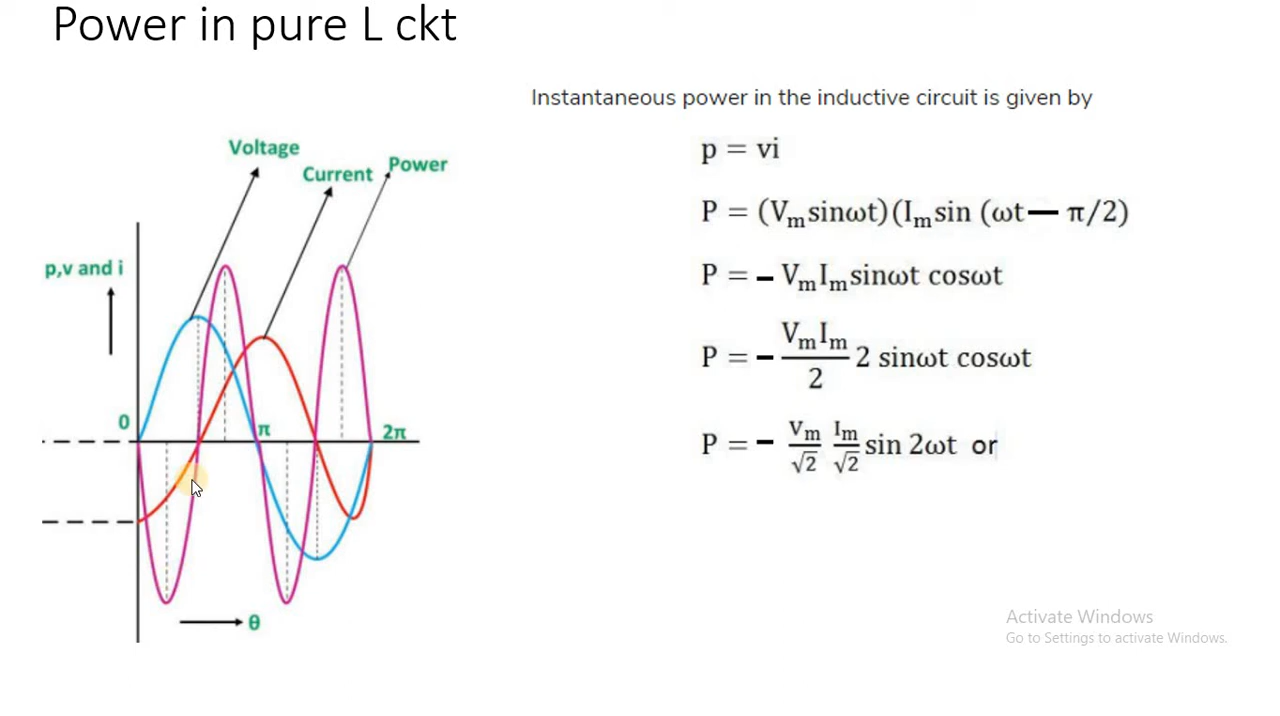 Power in pure L ckt
Instantaneous power in the inductive circuit is given by
p = vi
P = (Vₘsinωt)(Iₘsin (ωt− π/2)
P = - VₘIₘsinωt cosωt
P = - VₘIₘ/2 2 sinωt cosωt
P = - Vₘ/√2 Iₘ/√2 sin 2ωt or
Voltage
Current
Power
p,v and i
0
π
2π
θ
Activate Windows
Go to Settings to activate Windows.